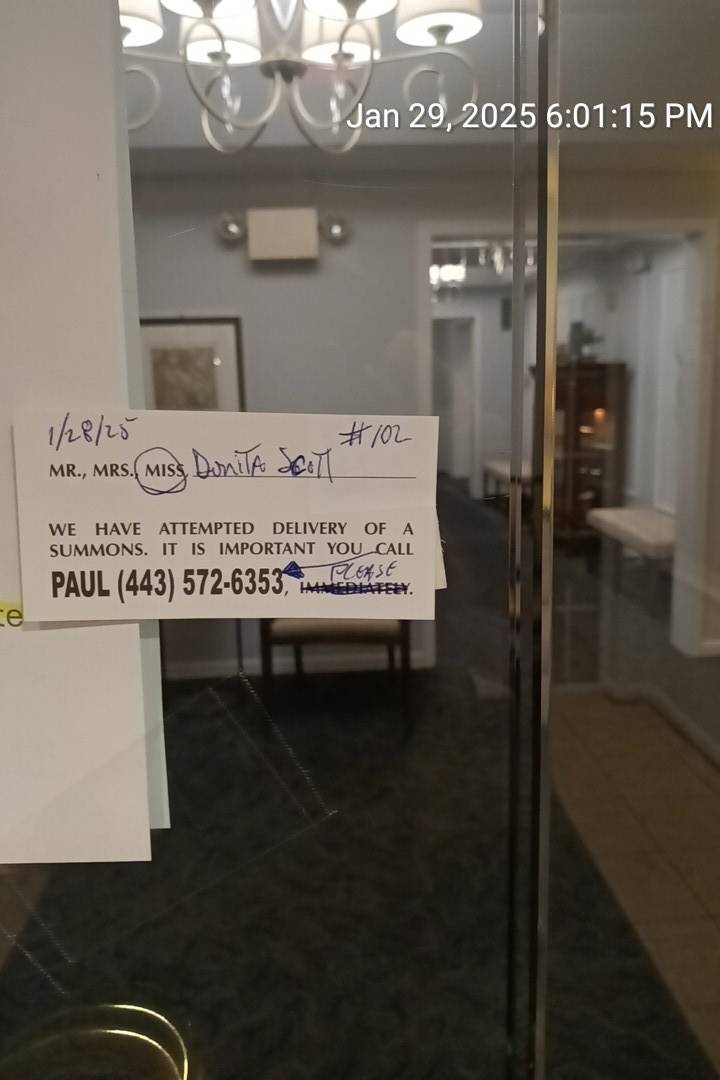 Jan 29, 2025 6:01:15 PM
1/28/25 #102
MR., MRS., MISS, Donita Scott
WE HAVE ATTEMPTED DELIVERY OF A
SUMMONS. IT IS IMPORTANT YOU CALL
PLEASE
PAUL (443) 572-6353, IMMEDIATELY.
te